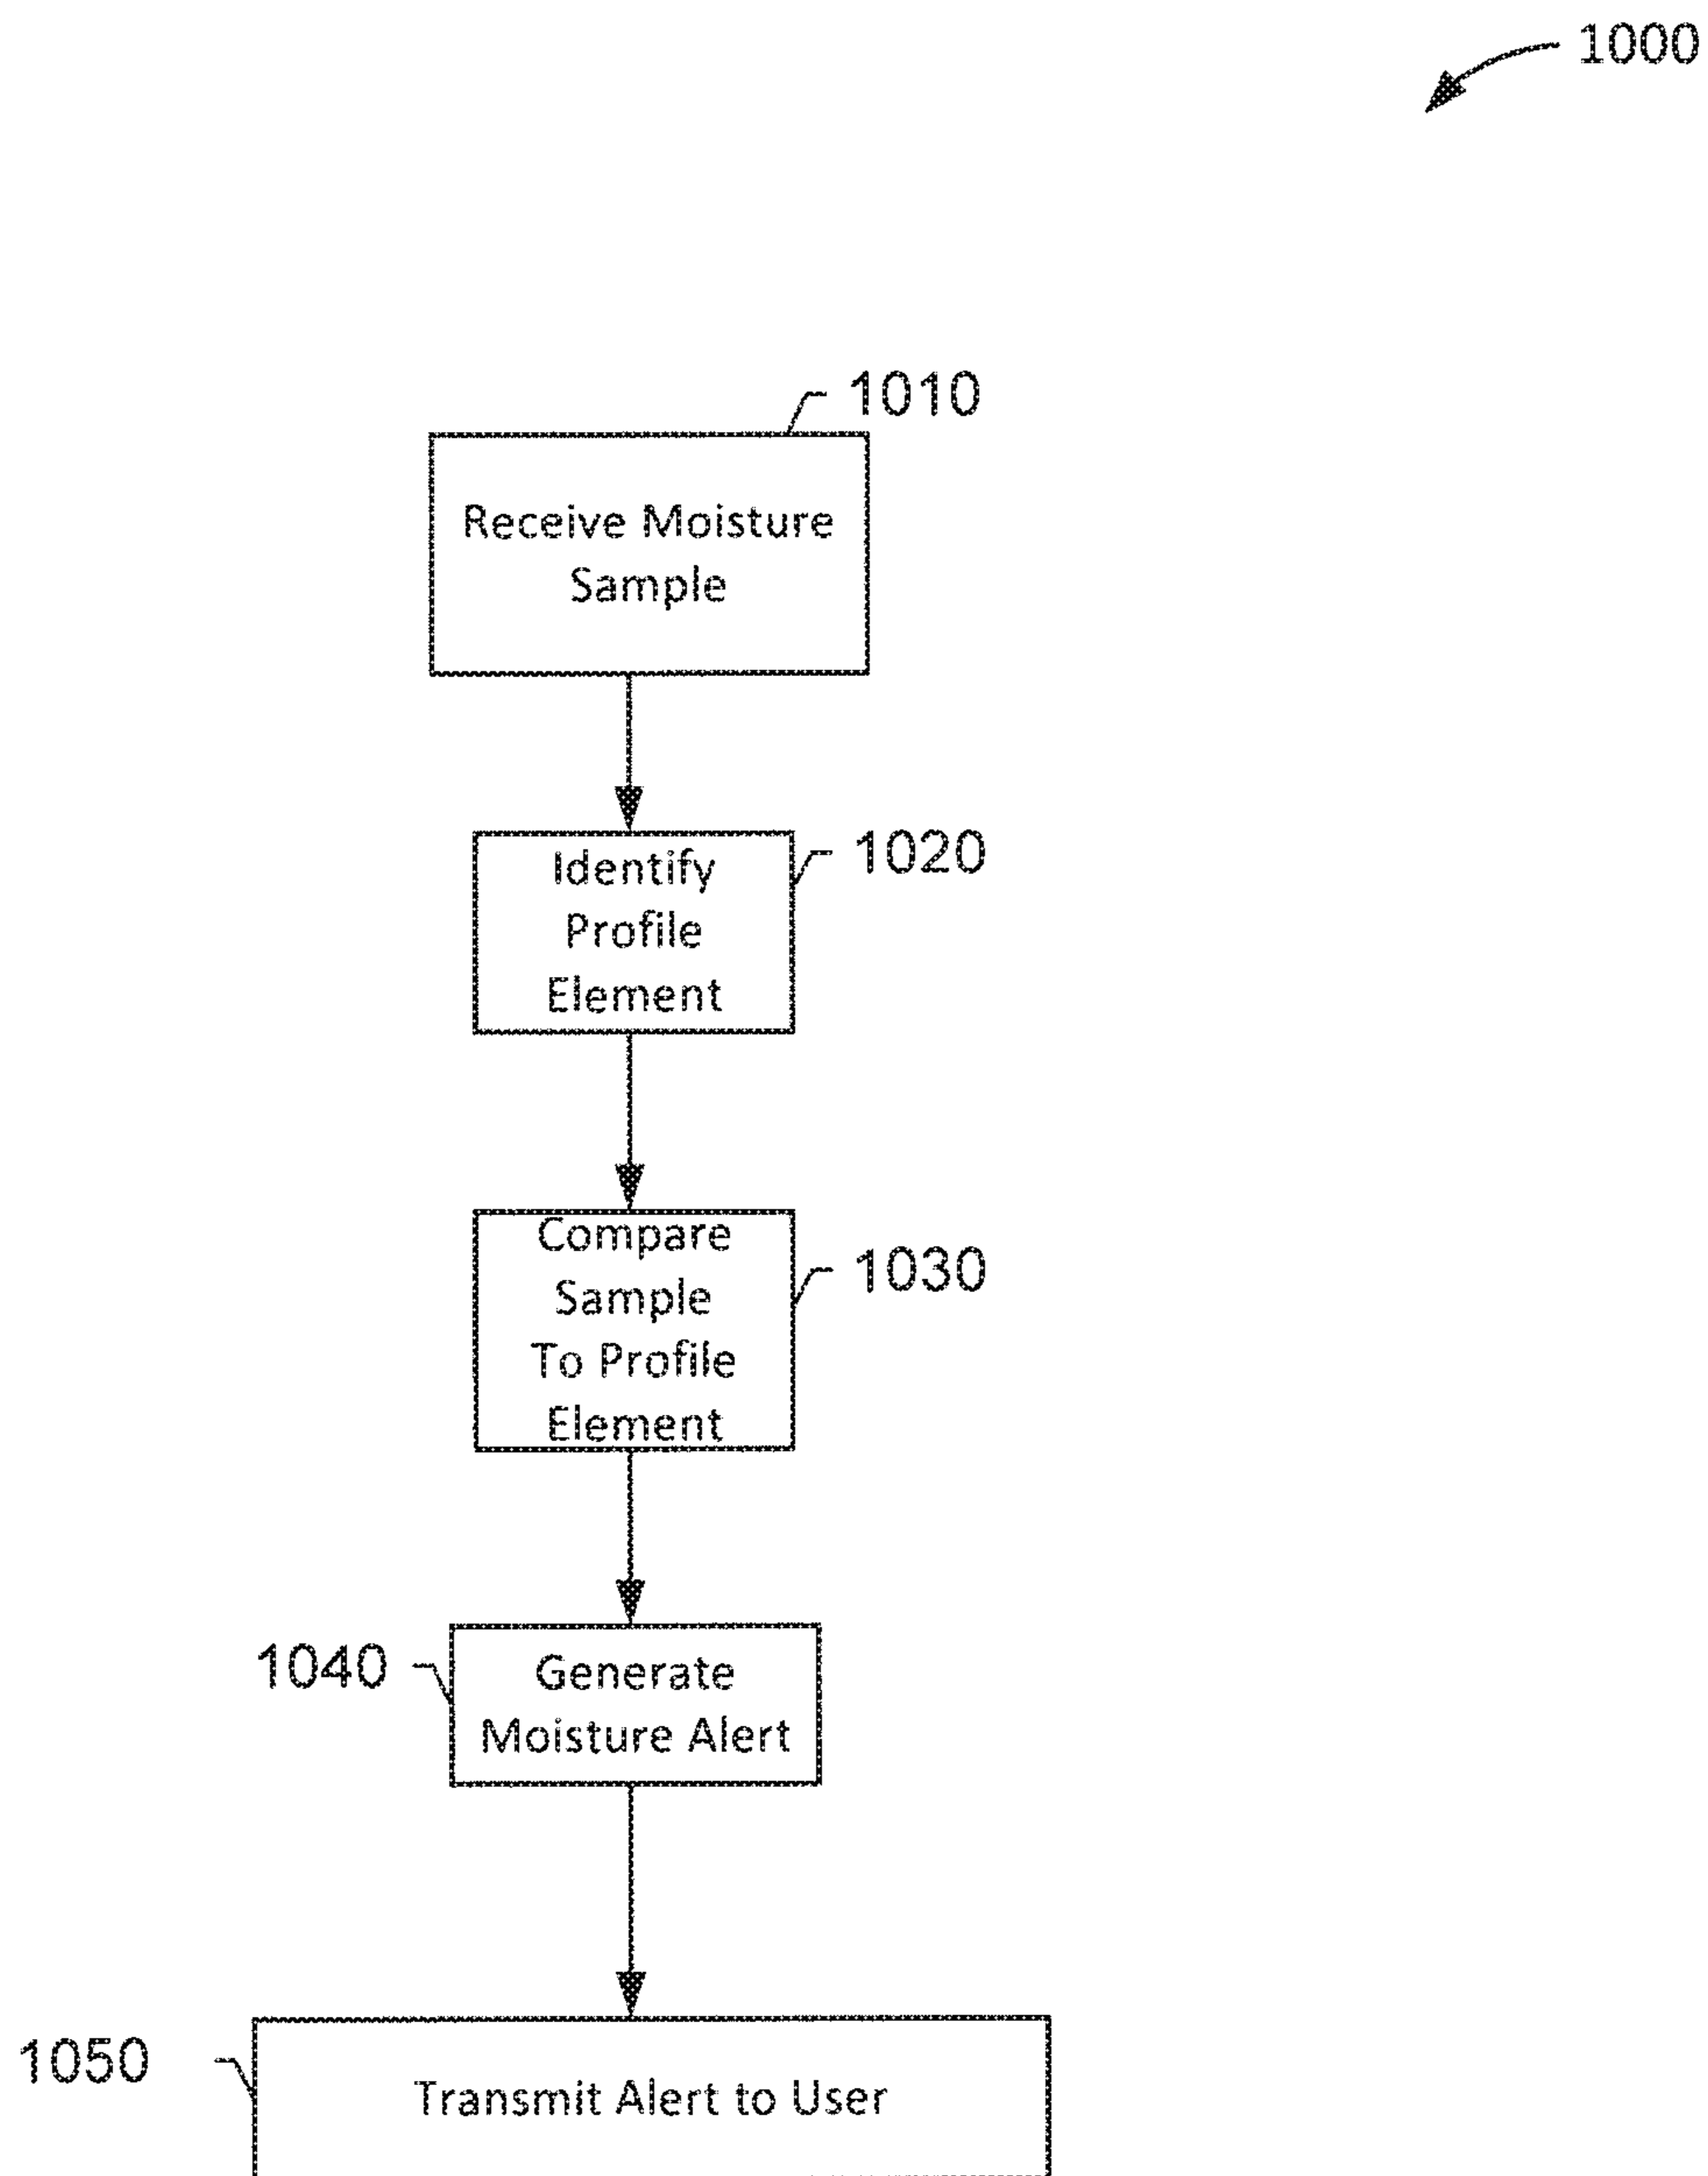 1000
1010
Receive Moisture
Sample
1020
Identify
Profile
Element
1030
Compare
Sample
To Profile
Element
1040
Generate
Moisture Alert
1050
Transmit Alert to User